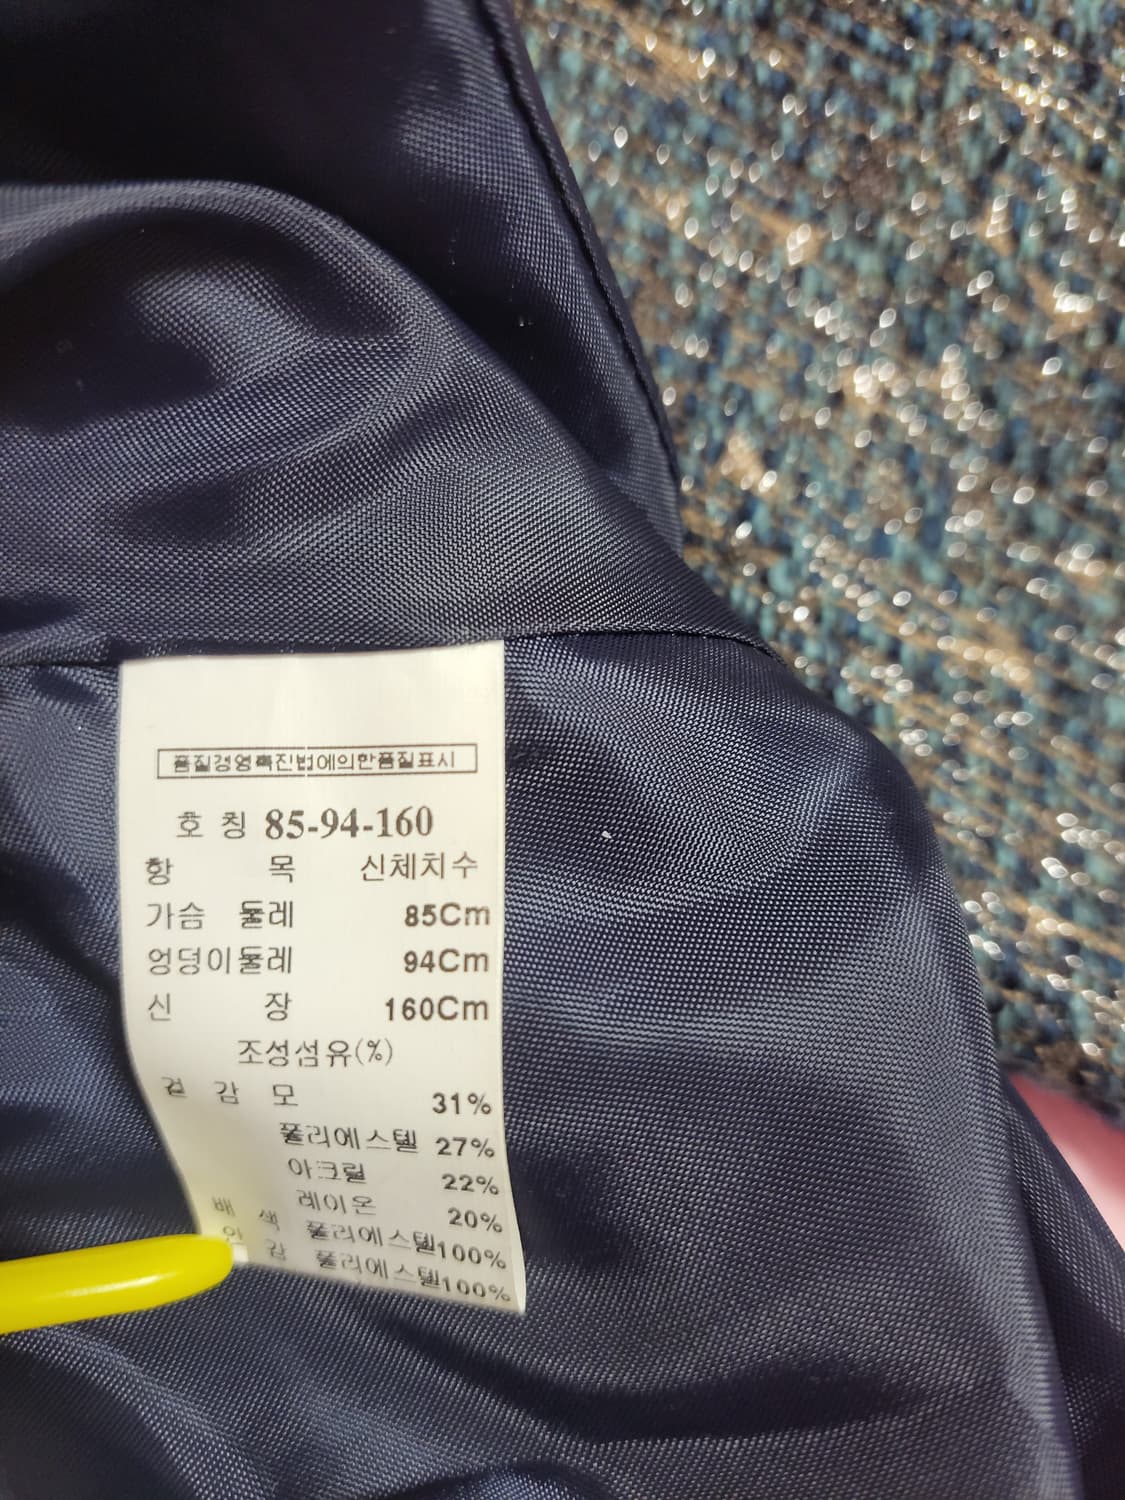 품질경영촉진법에의한품질표시
호 칭 85-94-160
항 목 신체치수
가슴 둘레 85Cm
엉덩이둘레 94Cm
신 장 160Cm
조성섬유(%)
겉 감 모 31%
폴리에스텔 27%
아크릴 22%
레이온 20%
배 색 폴리에스텔100%
안 감 폴리에스텔100%